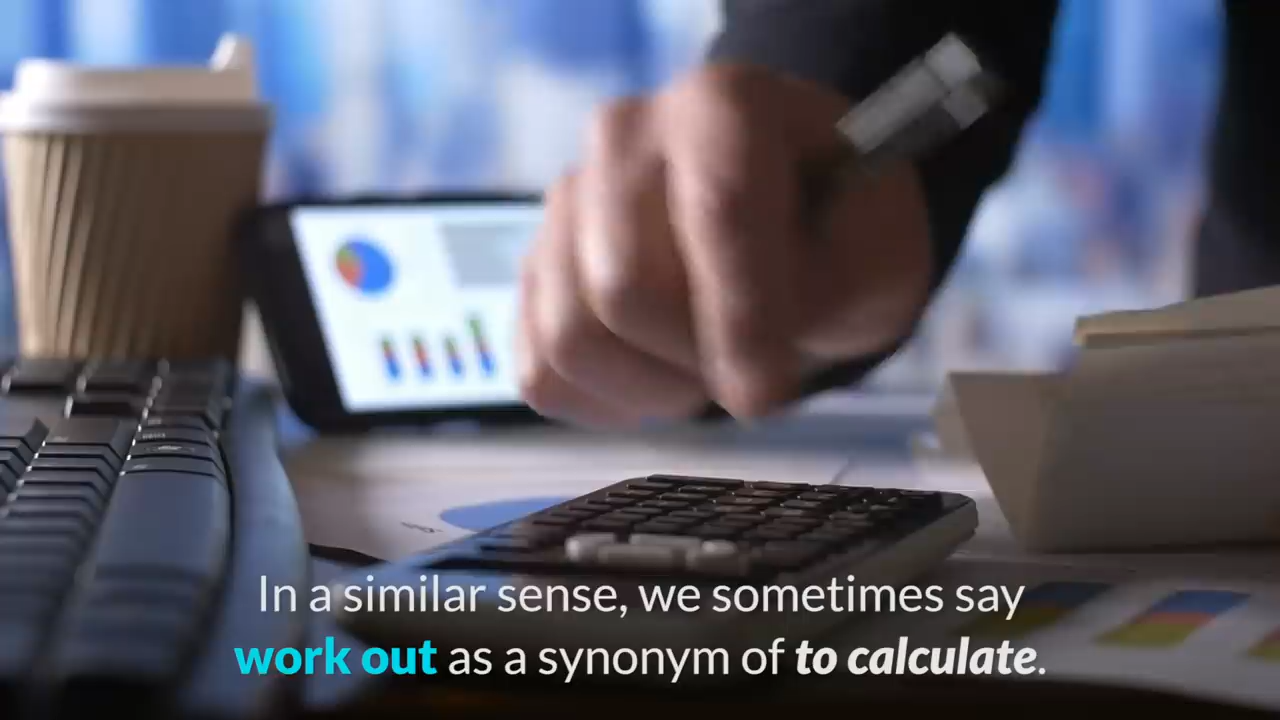 In a similar sense, we sometimes say
work out as a synonym of to calculate.